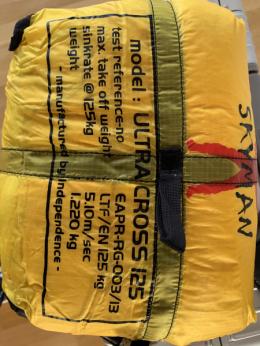 model : ULTRACROSS 125
test reference-no EAPR-RG-003/13
max. take off weight LTF/EN 125 kg
sinkrate @ 125kg 5.10m/sec
weight 1.220 kg
- manufactured by Independence -
SKYMAN